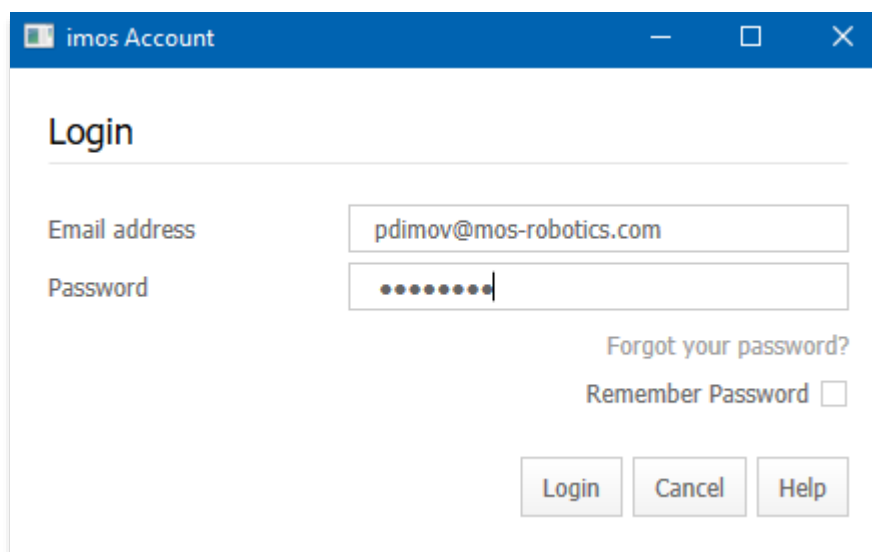 imos Account
Login
Email address pdimov@mos-robotics.com
Password ••••••••
Forgot your password?
Remember Password
Login Cancel Help